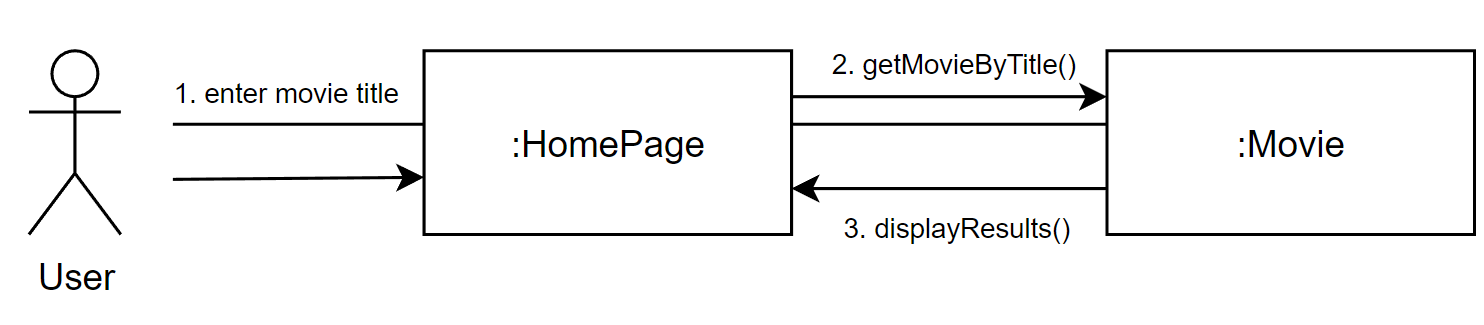 1. enter movie title
2. getMovieByTitle()
:HomePage
:Movie
3. displayResults()
User